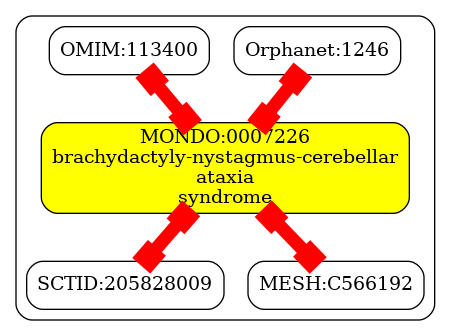 OMIM:113400
Orphanet:1246
MONDO:0007226
brachydactyly-nystagmus-cerebellar
ataxia
syndrome
SCTID:205828009
MESH:C566192